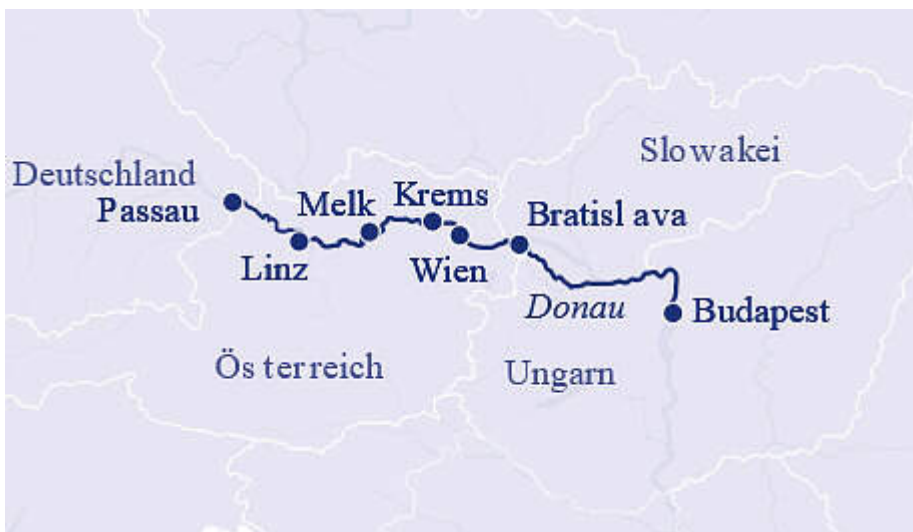 Slowakei
Deutschland
Passau
Melk
Krems
Bratisl ava
Linz
Wien
Donau
Budapest
Ös terreich
Ungarn